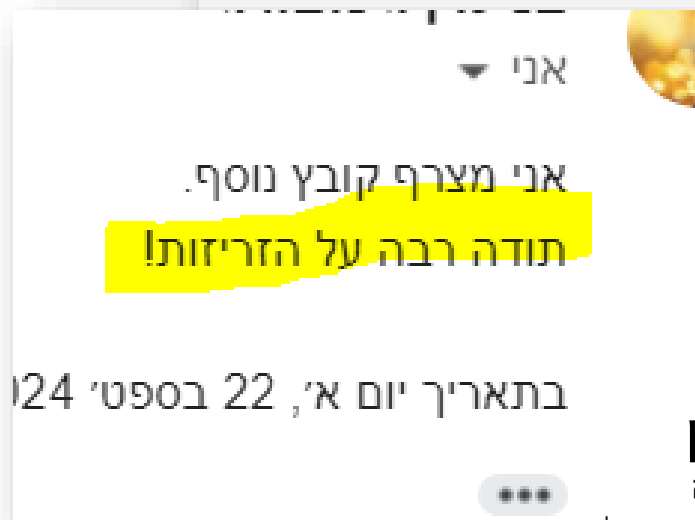 אני
אני מצרף קובץ נוסף.
תודה רבה על הזריזות!
בתאריך יום א׳, 22 בספט׳